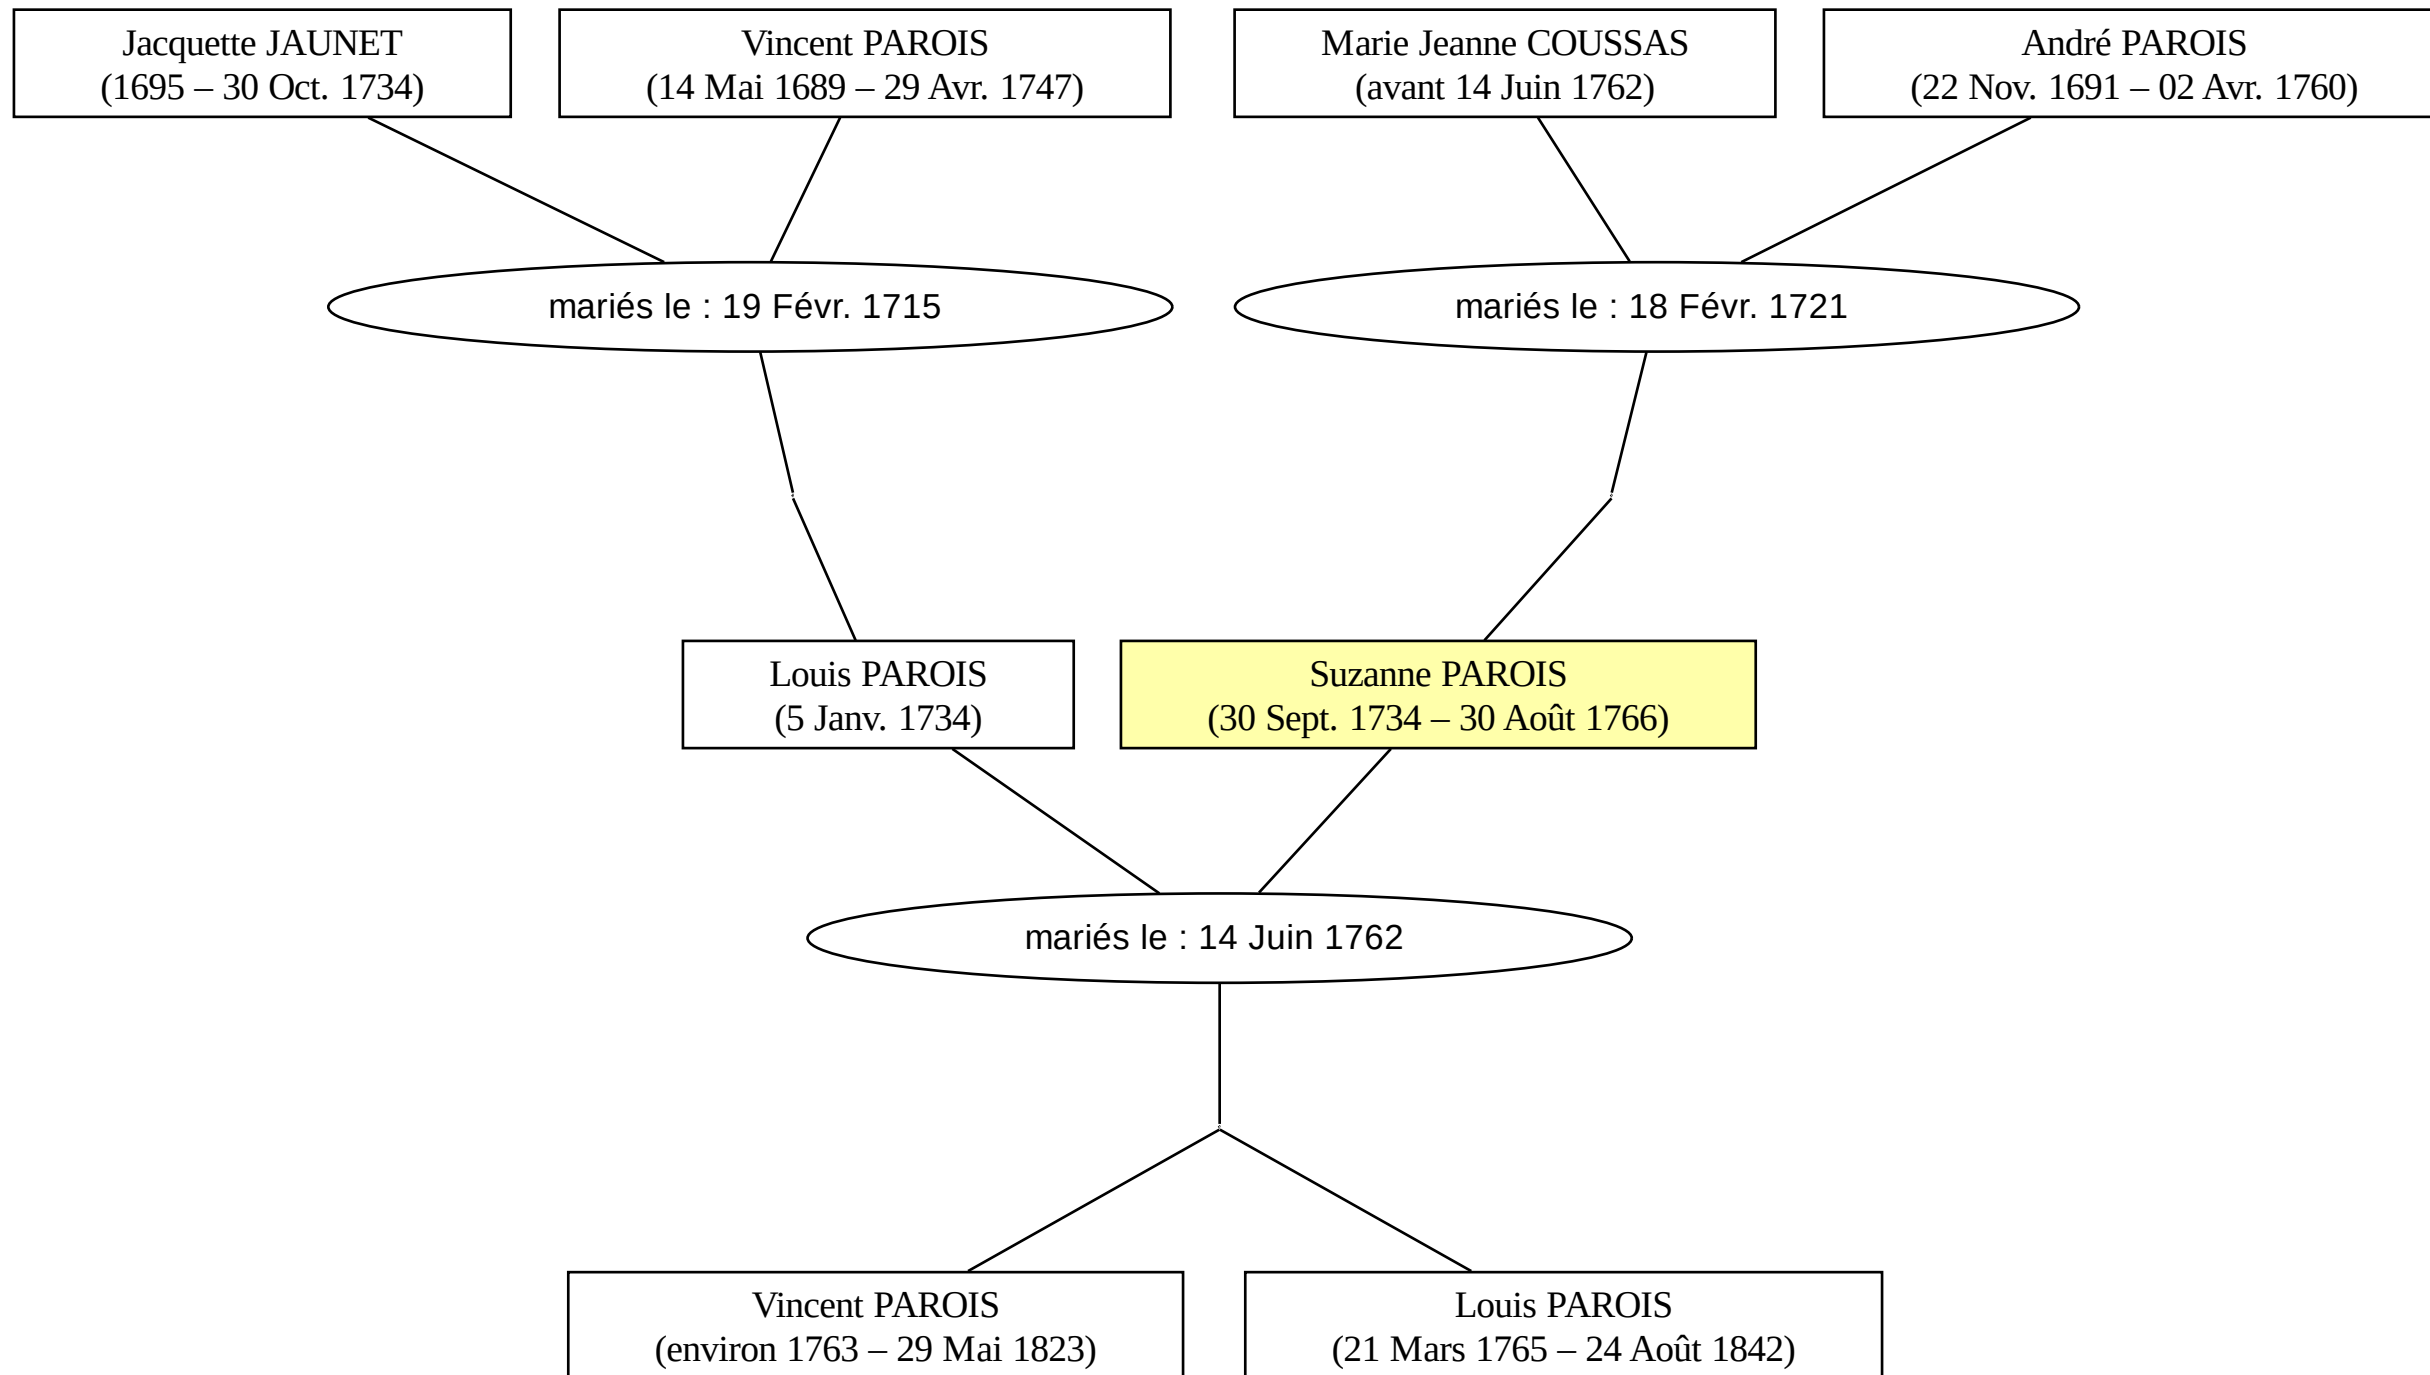 Jacquette JAUNET
(1695 – 30 Oct. 1734)
Vincent PAROIS
(14 Mai 1689 – 29 Avr. 1747)
Marie Jeanne COUSSAS
(avant 14 Juin 1762)
André PAROIS
(22 Nov. 1691 – 02 Avr. 1760)
mariés le : 19 Févr. 1715
mariés le : 18 Févr. 1721
Louis PAROIS
(5 Janv. 1734)
Suzanne PAROIS
(30 Sept. 1734 – 30 Août 1766)
mariés le : 14 Juin 1762
Vincent PAROIS
(environ 1763 – 29 Mai 1823)
Louis PAROIS
(21 Mars 1765 – 24 Août 1842)